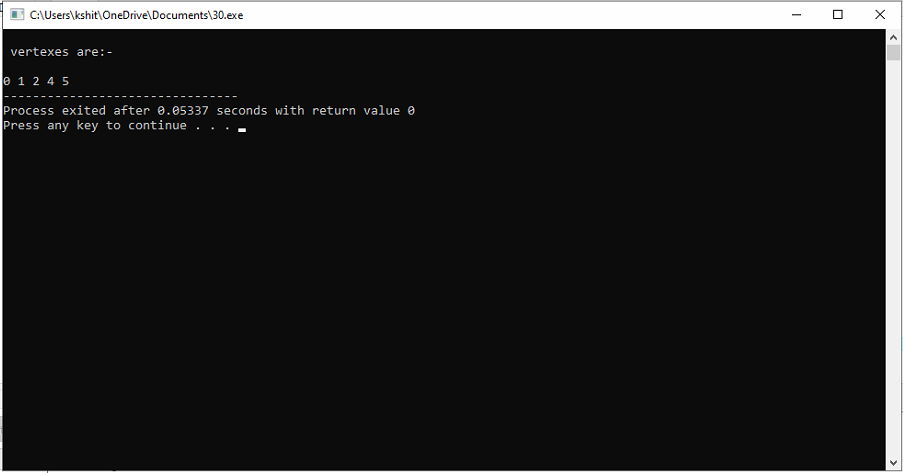 C:\Users\kshit\OneDrive\Documents\30.exe
vertexes are:-
0 1 2 4 5
--------------------------------
Process exited after 0.05337 seconds with return value 0
Press any key to continue . . .